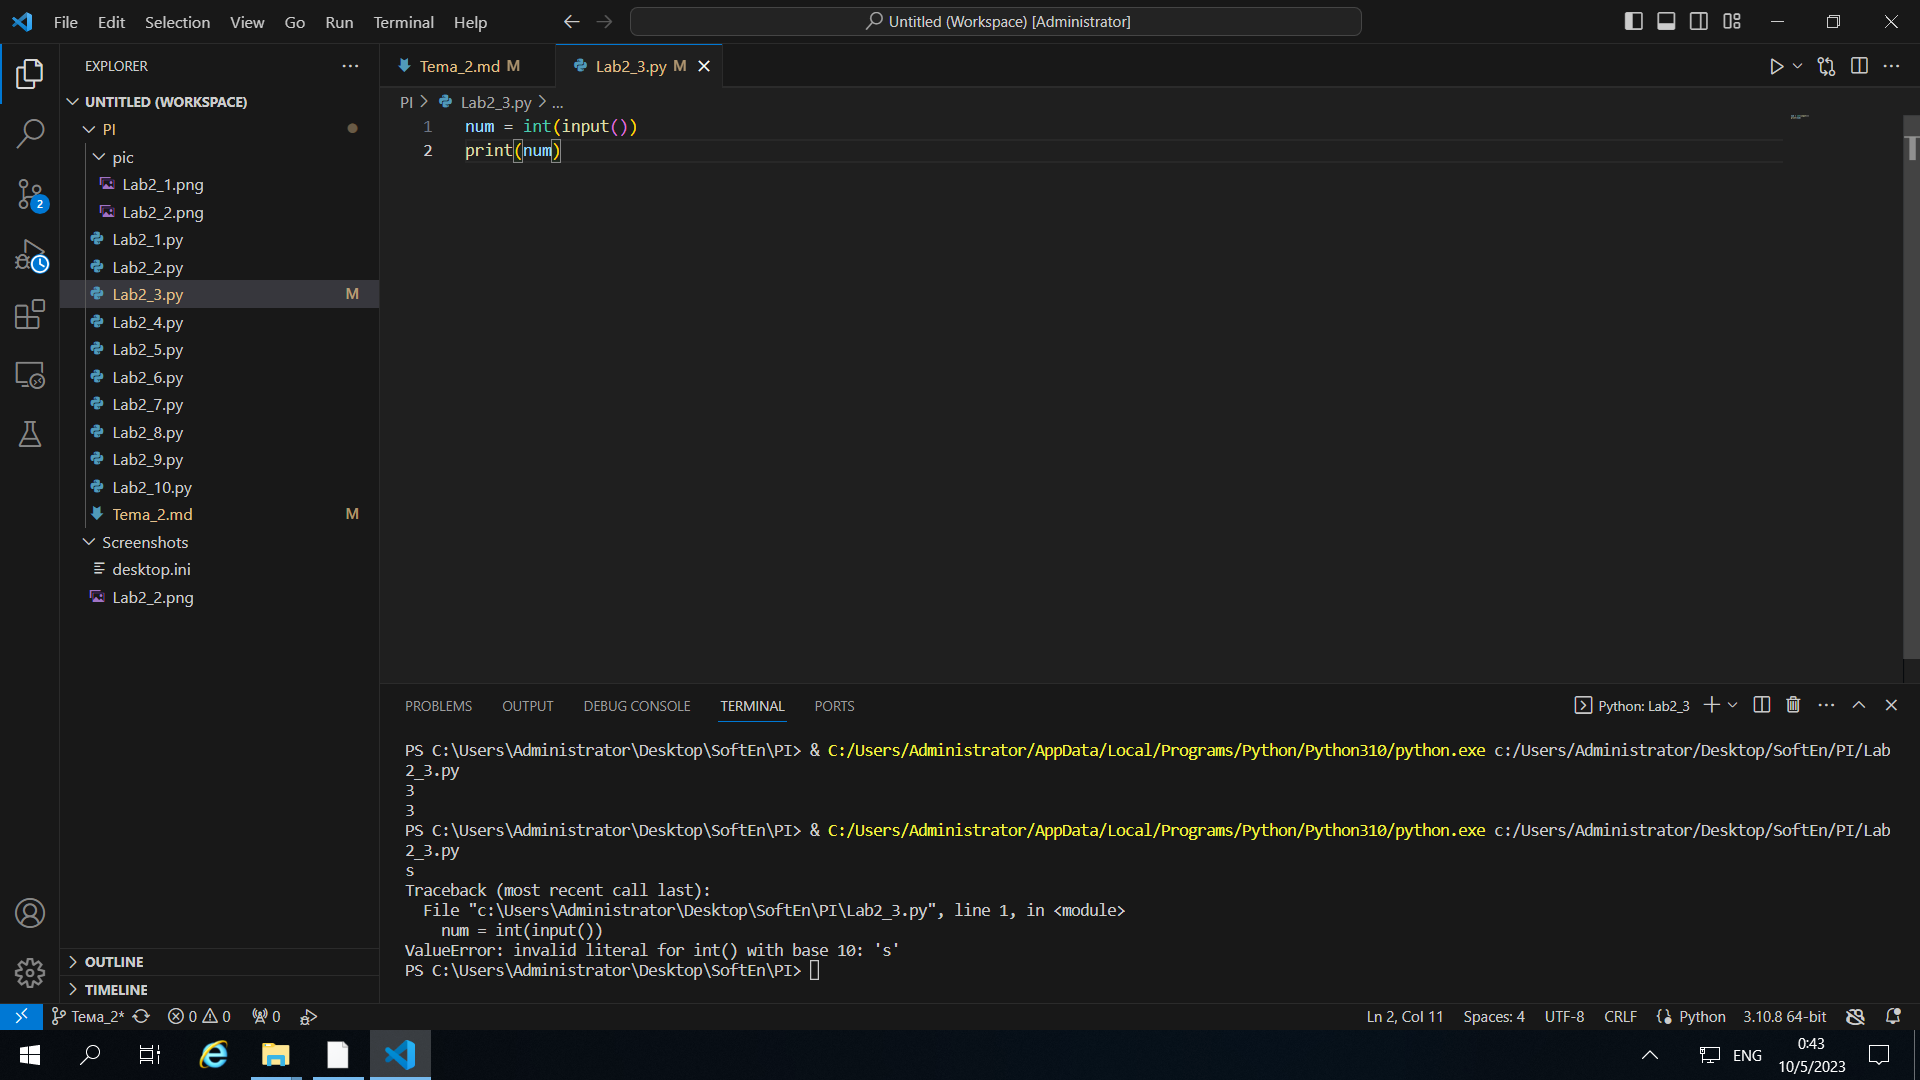 File Edit Selection View Go Run Terminal Help
Untitled (Workspace) [Administrator]
EXPLORER
UNTITLED (WORKSPACE)
PI
pic
Lab2_1.png
Lab2_2.png
Lab2_1.py
Lab2_2.py
Lab2_3.py M
Lab2_4.py
Lab2_5.py
Lab2_6.py
Lab2_7.py
Lab2_8.py
Lab2_9.py
Lab2_10.py
Tema_2.md M
Screenshots
desktop.ini
Lab2_2.png
OUTLINE
TIMELINE
2
Tema_2.md M
Lab2_3.py M
PI > Lab2_3.py > ...
1 num = int(input())
2 print(num)
PROBLEMS OUTPUT DEBUG CONSOLE TERMINAL PORTS
Python: Lab2_3
PS C:\Users\Administrator\Desktop\SoftEn\PI> & C:/Users/Administrator/AppData/Local/Programs/Python/Python310/python.exe c:/Users/Administrator/Desktop/SoftEn/PI/Lab
2_3.py
3
3
PS C:\Users\Administrator\Desktop\SoftEn\PI> & C:/Users/Administrator/AppData/Local/Programs/Python/Python310/python.exe c:/Users/Administrator/Desktop/SoftEn/PI/Lab
2_3.py
s
Traceback (most recent call last):
  File "c:\Users\Administrator\Desktop\SoftEn\PI\Lab2_3.py", line 1, in <module>
    num = int(input())
ValueError: invalid literal for int() with base 10: 's'
PS C:\Users\Administrator\Desktop\SoftEn\PI>
Тема_2* 0 0 0
Ln 2, Col 11 Spaces: 4 UTF-8 CRLF Python 3.10.8 64-bit
ENG
0:43
10/5/2023